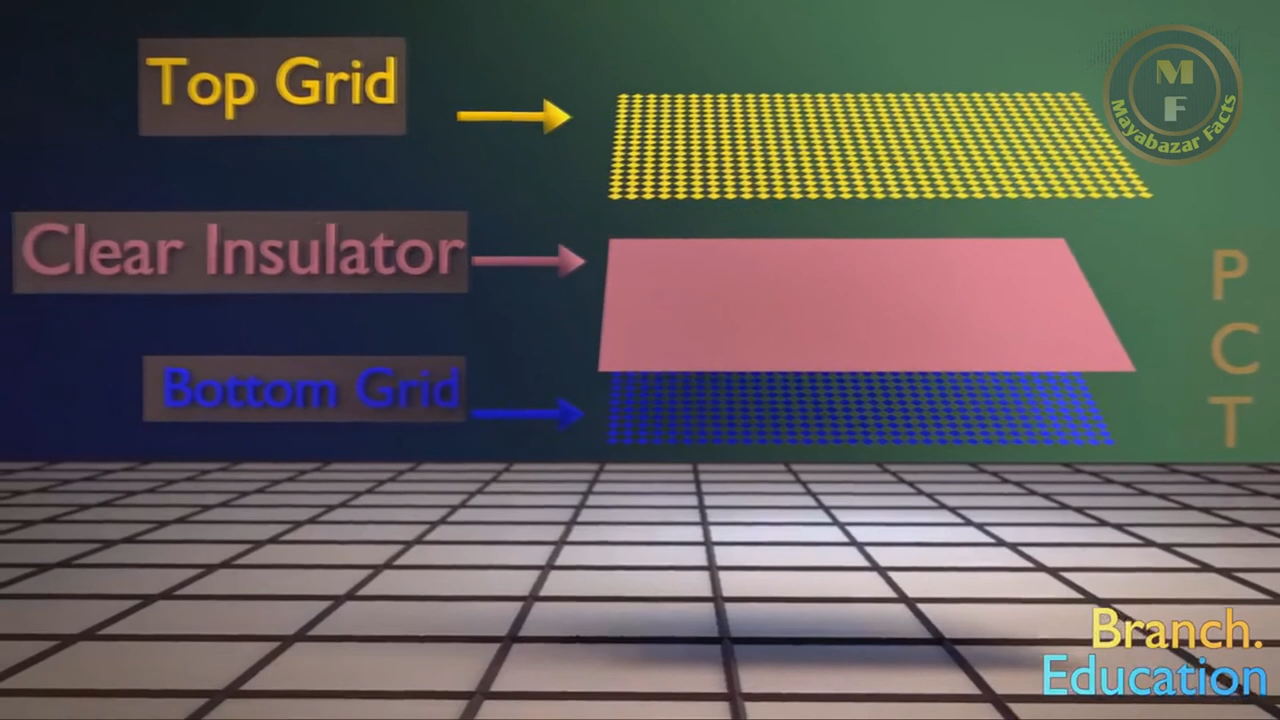 Top Grid
Clear Insulator
Bottom Grid
M
F
Mayabazar Facts
P
C
T
Branch.
Education